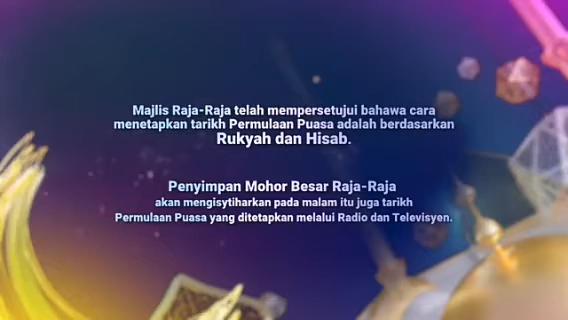 Majlis Raja-Raja telah mempersetujui bahawa cara
menetapkan tarikh Permulaan Puasa adalah berdasarkan
Rukyah dan Hisab.
Penyimpan Mohor Besar Raja-Raja
akan mengisytiharkan pada malam itu juga tarikh
Permulaan Puasa yang ditetapkan melalui Radio dan Televisyen.